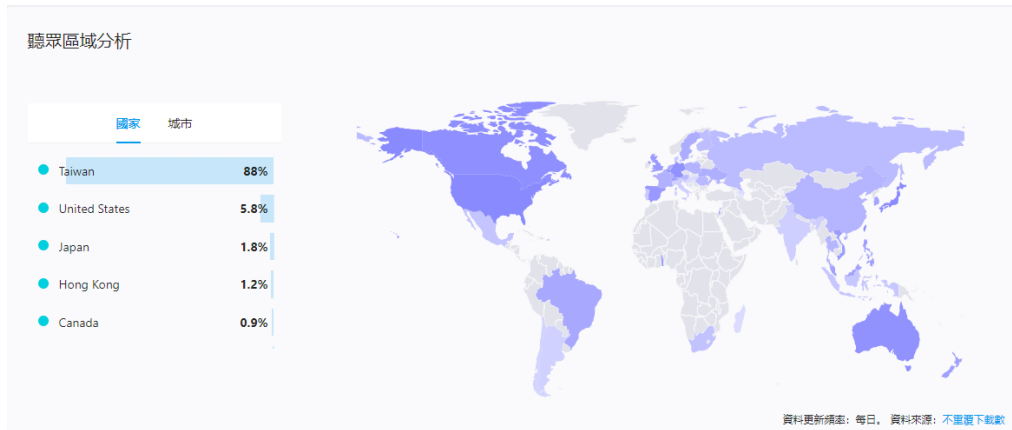 聽眾區域分析
國家 城市
Taiwan 88%
United States 5.8%
Japan 1.8%
Hong Kong 1.2%
Canada 0.9%
資料更新頻率：每日。 資料來源：不重覆下載數